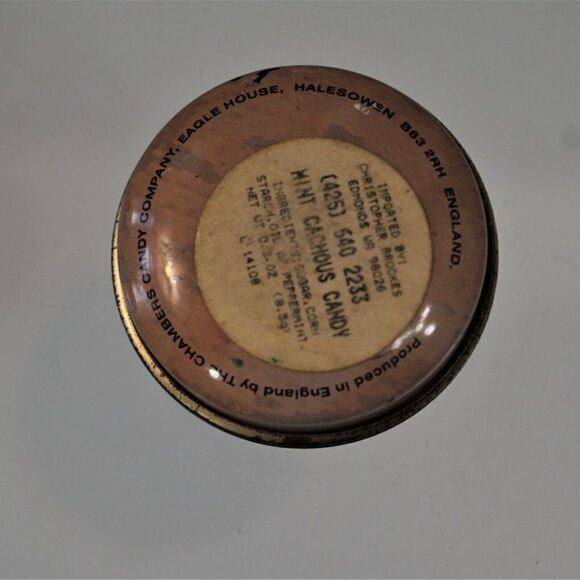 Produced in England by THE CHAMBERS CANDY COMPANY, EAGLE HOUSE, HALESOWEN B63 2RH ENGLAND.
IMPORTED BY:
CHRISTOPHER BROOKES
EDMONDS WA 98026
(425) 640 2233
MINT CACHOUS CANDY
INGREDIENTS: SUGAR, CORN
STARCH, OIL OF PEPPERMINT.
NET WT 0.3 OZ (8.5g)
14108